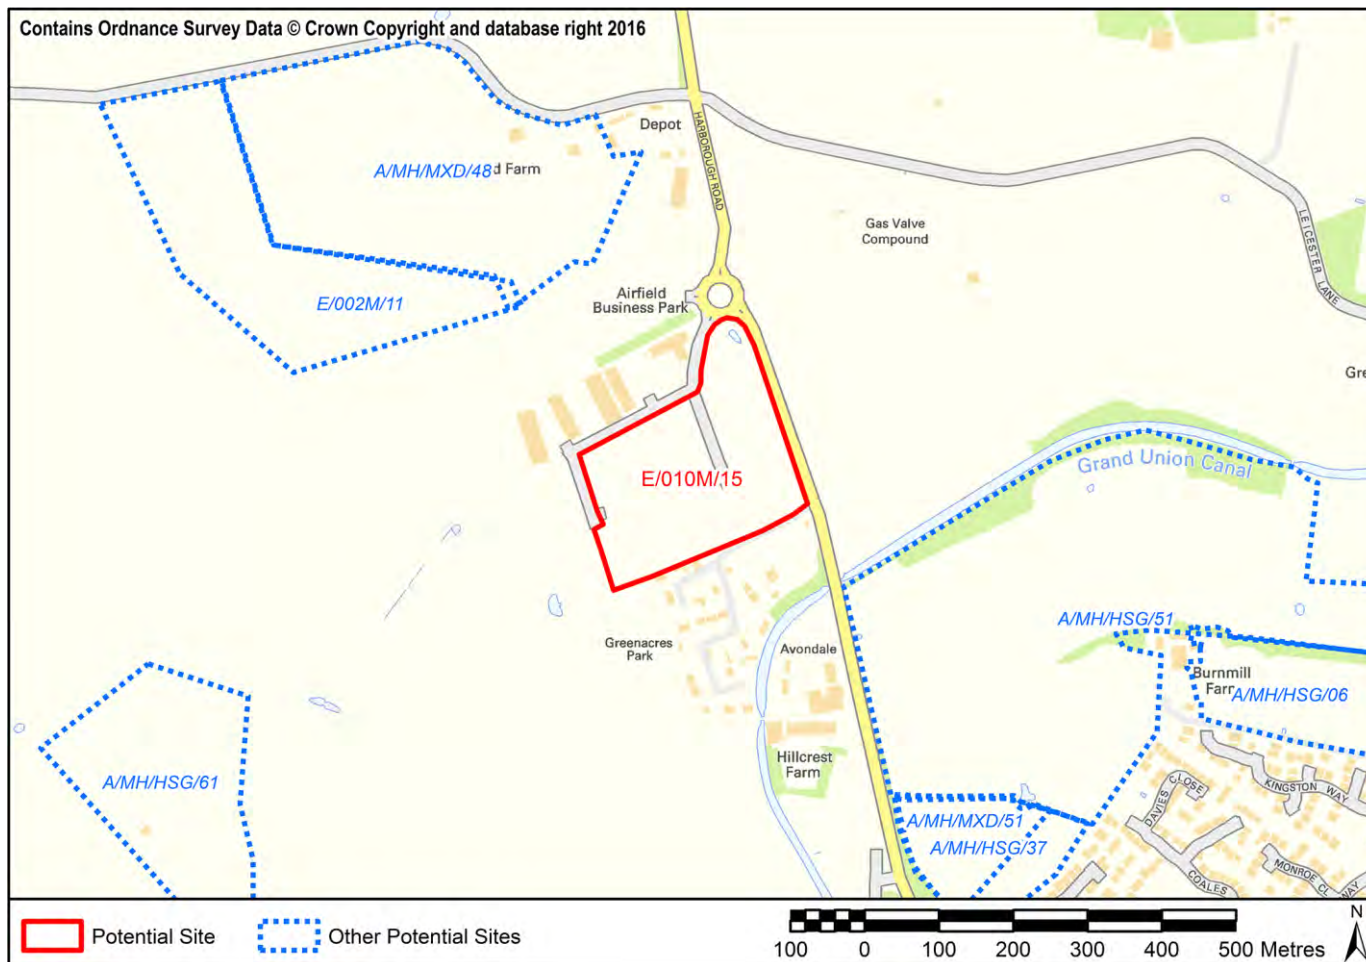 Contains Ordnance Survey Data © Crown Copyright and database right 2016
Depot
HARBOROUGH ROAD
A/MH/MXD/48
d Farm
Gas Valve
Compound
LEICESTER LANE
E/002M/11
Airfield
Business Park
Gre
Grand Union Canal
E/010M/15
A/MH/HSG/51
Greenacres
Park
Avondale
Burnmill
Farm
A/MH/HSG/06
Hillcrest
Farm
A/MH/HSG/61
KINGSTON WAY
DAVIES CLOSE
A/MH/MXD/51
A/MH/HSG/37
MONROE CL
WAY
COALES
Potential Site
Other Potential Sites
100 0 100 200 300 400 500 Metres
N